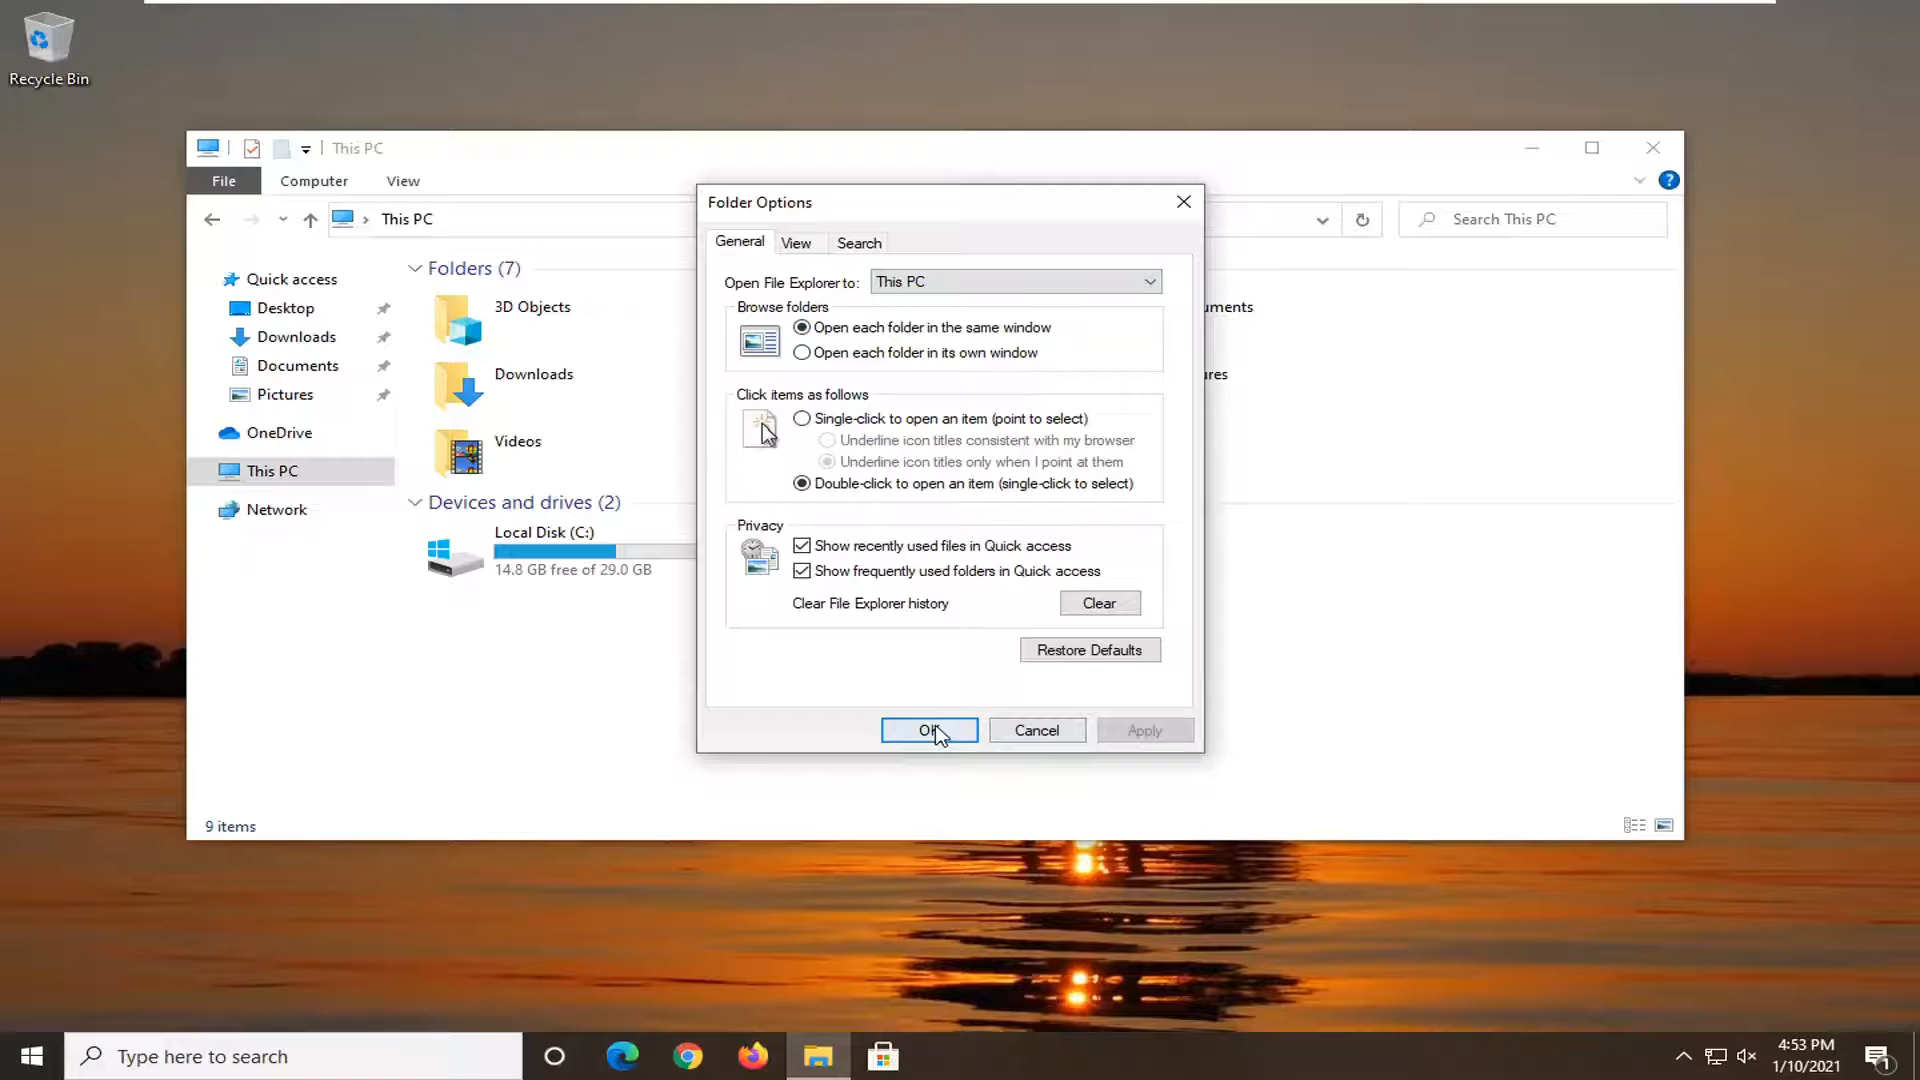 Recycle Bin
This PC
File
Computer
View
This PC
Search This PC
Quick access
Desktop
Downloads
Documents
Pictures
OneDrive
This PC
Network
Folders (7)
3D Objects
Downloads
Videos
Devices and drives (2)
Local Disk (C:)
14.8 GB free of 29.0 GB
uments
ures
9 items
Folder Options
General
View
Search
Open File Explorer to:
This PC
Browse folders
Open each folder in the same window
Open each folder in its own window
Click items as follows
Single-click to open an item (point to select)
Underline icon titles consistent with my browser
Underline icon titles only when I point at them
Double-click to open an item (single-click to select)
Privacy
Show recently used files in Quick access
Show frequently used folders in Quick access
Clear File Explorer history
Clear
Restore Defaults
OK
Cancel
Apply
Type here to search
4:53 PM
1/10/2021
1